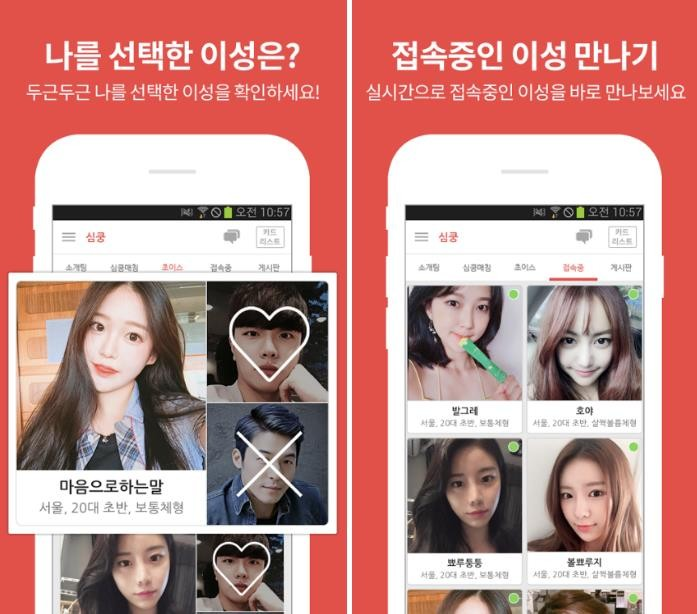 나를 선택한 이성은?
두근두근 나를 선택한 이성을 확인하세요!
오전 10:57
심쿵
카드
리스트
소개팅 심쿵매칭 초이스 접속중 게시판
마음으로하는말
서울, 20대 초반, 보통체형
접속중인 이성 만나기
실시간으로 접속중인 이성을 바로 만나보세요
오전 10:57
심쿵
카드
리스트
소개팅 심쿵매칭 초이스 접속중 게시판
발그레
서울, 20대 초반, 보통체형
호야
서울, 20대 초반, 살짝볼륨체형
뾰루퉁퉁
서울, 20대 초반, 보통체형
볼뾰루지
서울, 20대 초반, 보통체형